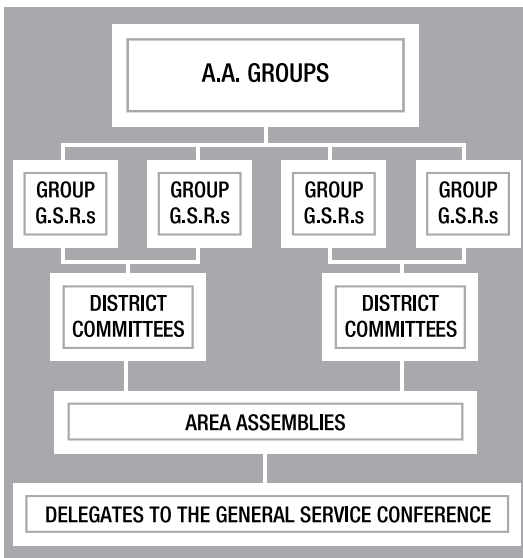 A.A. GROUPS
GROUP
G.S.R.s
GROUP
G.S.R.s
GROUP
G.S.R.s
GROUP
G.S.R.s
DISTRICT
COMMITTEES
DISTRICT
COMMITTEES
AREA ASSEMBLIES
DELEGATES TO THE GENERAL SERVICE CONFERENCE